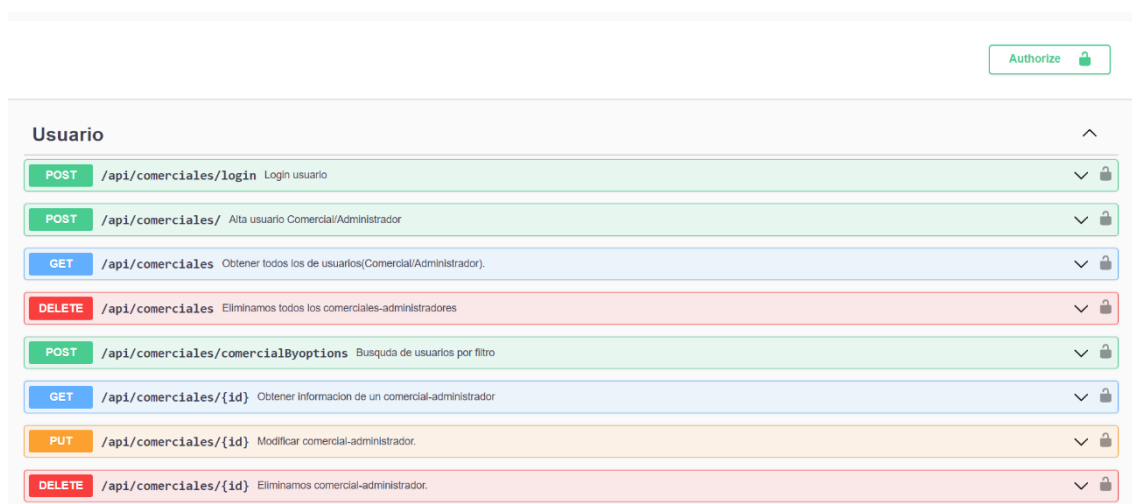 Authorize
Usuario
POST /api/comerciales/login Login usuario
POST /api/comerciales/ Alta usuario Comercial/Administrador
GET /api/comerciales Obtener todos los de usuarios(Comercial/Administrador).
DELETE /api/comerciales Eliminamos todos los comerciales-administradores
POST /api/comerciales/comercialByoptions Busquda de usuarios por filtro
GET /api/comerciales/{id} Obtener informacion de un comercial-administrador
PUT /api/comerciales/{id} Modificar comercial-administrador.
DELETE /api/comerciales/{id} Eliminamos comercial-administrador.